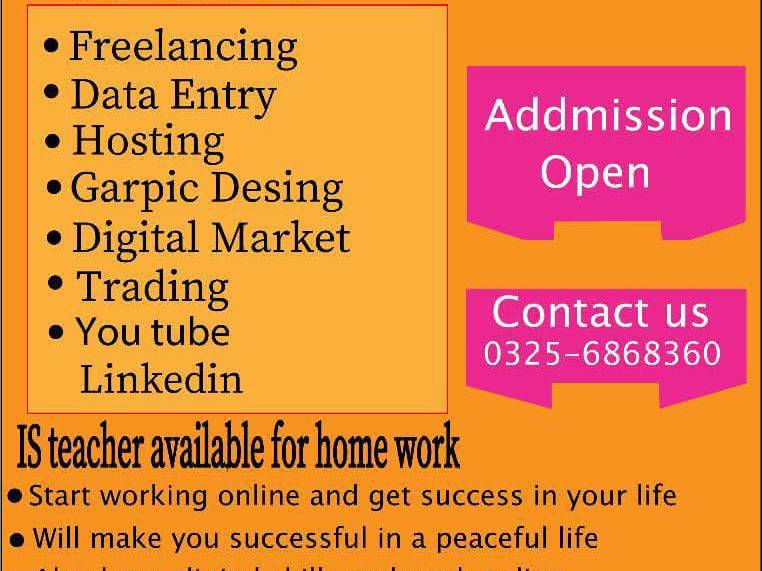 • Freelancing
• Data Entry
• Hosting
• Garpic Desing
• Digital Market
• Trading
• You tube
Linkedin
Addmission
Open
Contact us
0325-6868360
IS teacher available for home work
• Start working online and get success in your life
• Will make you successful in a peaceful life